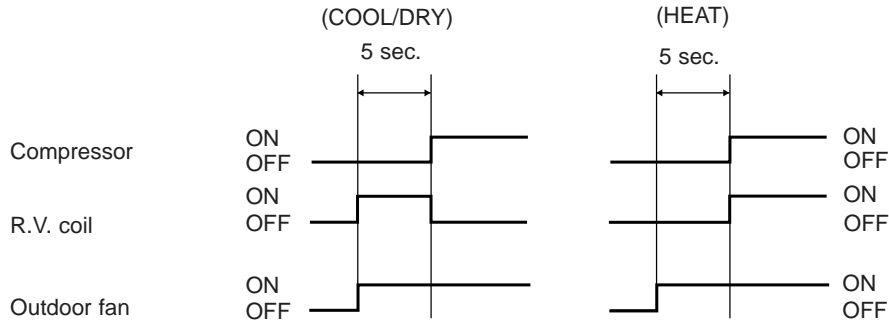 (COOL/DRY) (HEAT)
5 sec. 5 sec.
Compressor ON ON
OFF OFF
R.V. coil ON ON
OFF OFF
Outdoor fan ON ON
OFF OFF